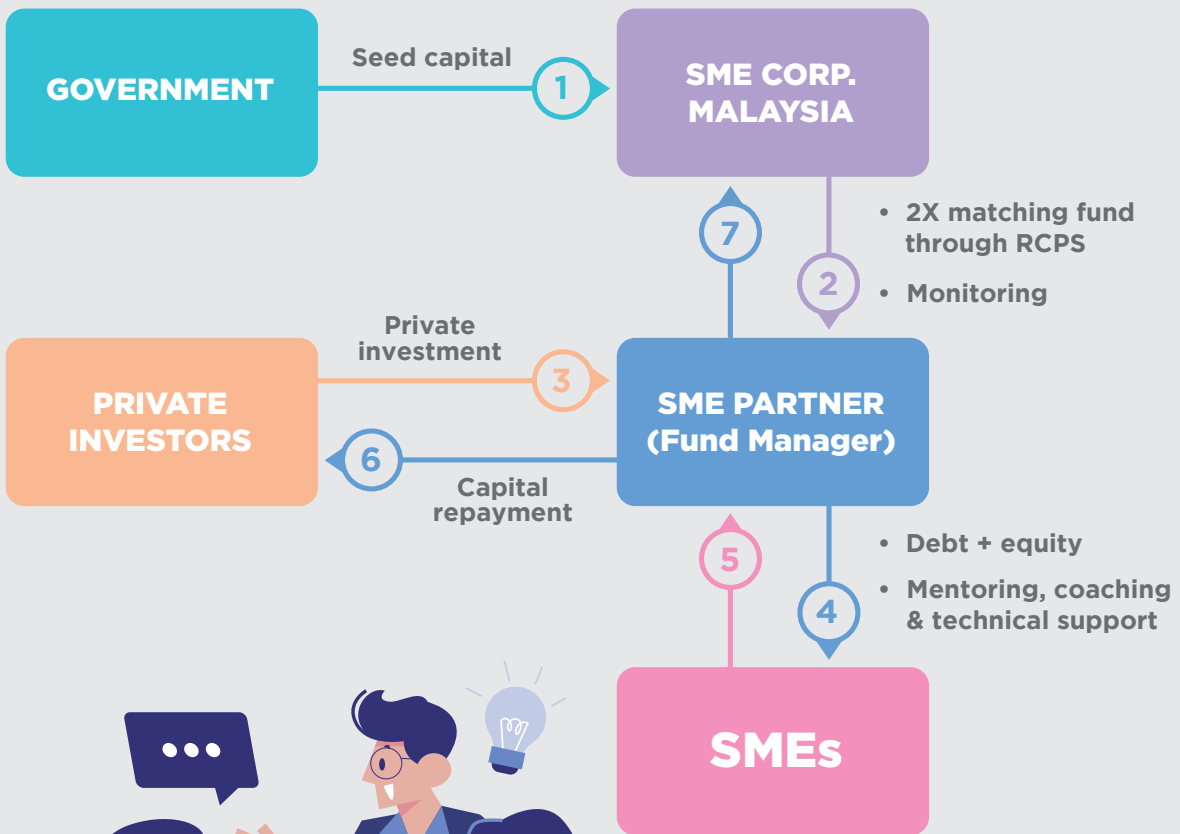 GOVERNMENT
Seed capital
1
SME CORP.
MALAYSIA
7
2
• 2X matching fund
through RCPS
• Monitoring
PRIVATE
INVESTORS
Private
investment
3
SME PARTNER
(Fund Manager)
6
Capital
repayment
5
4
• Debt + equity
• Mentoring, coaching
& technical support
SMEs